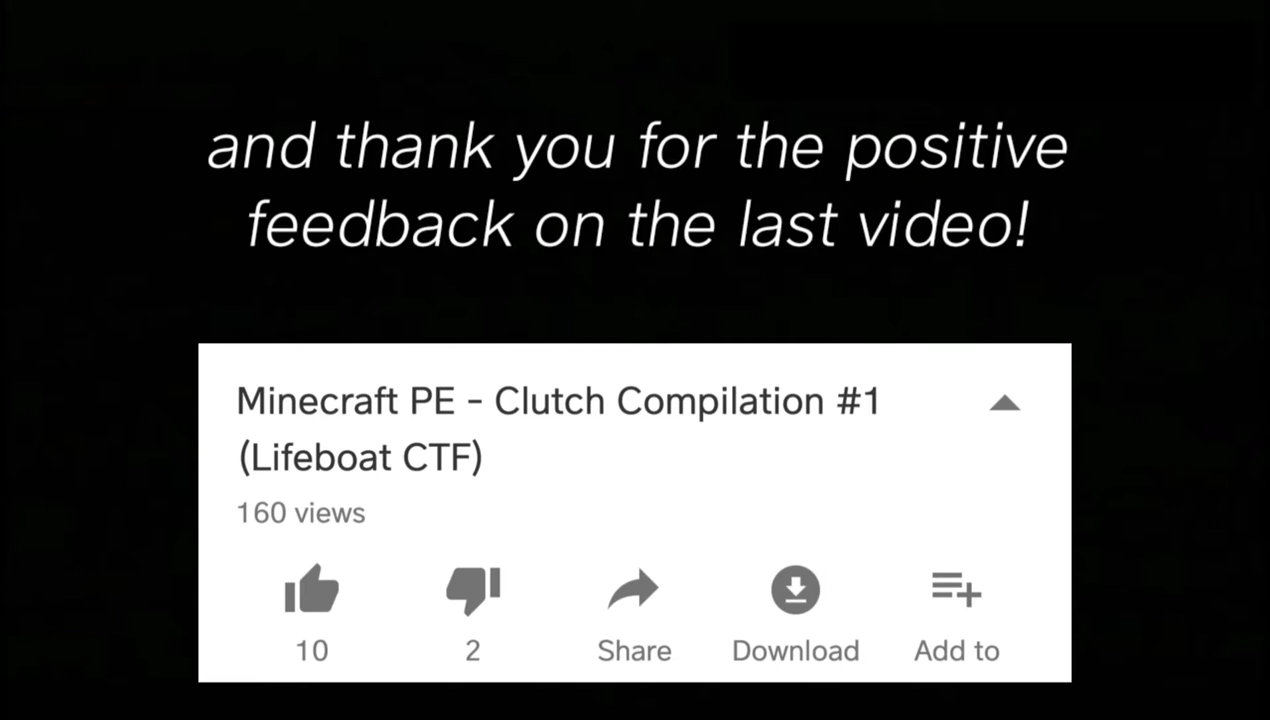 and thank you for the positive
feedback on the last video!
Minecraft PE - Clutch Compilation #1
(Lifeboat CTF)
160 views
10
2
Share
Download
Add to